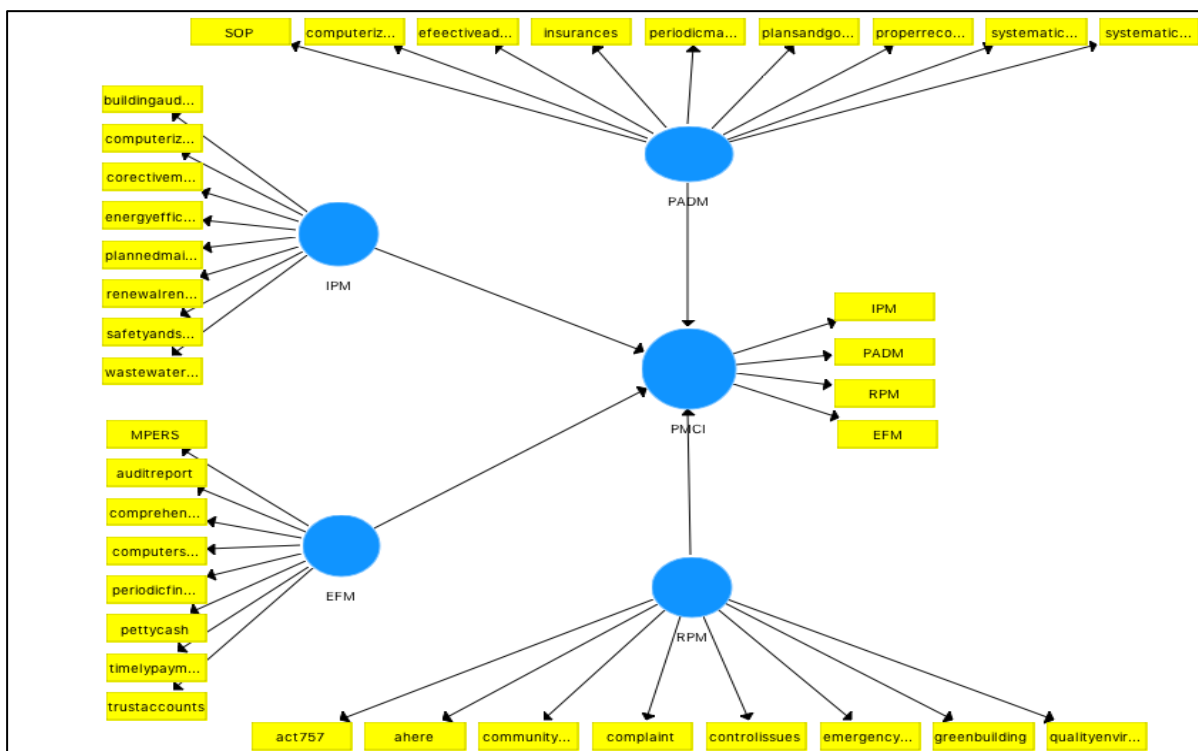 SOP
computeriz...
efeectivead...
insurances
periodicma...
plansandgo...
properreco...
systematic...
systematic...
PADM
buildingaud...
computeriz...
corectivem...
energyeffic...
plannedmai...
renewalren...
safetyands...
wastewater...
IPM
IPM
PADM
RPM
EFM
PMCI
MPERS
auditreport
comprehen...
computers...
periodicfin...
pettycash
timelypaym...
trustaccounts
EFM
RPM
act757
ahere
community...
complaint
controlissues
emergency...
greenbuilding
qualityenvir...